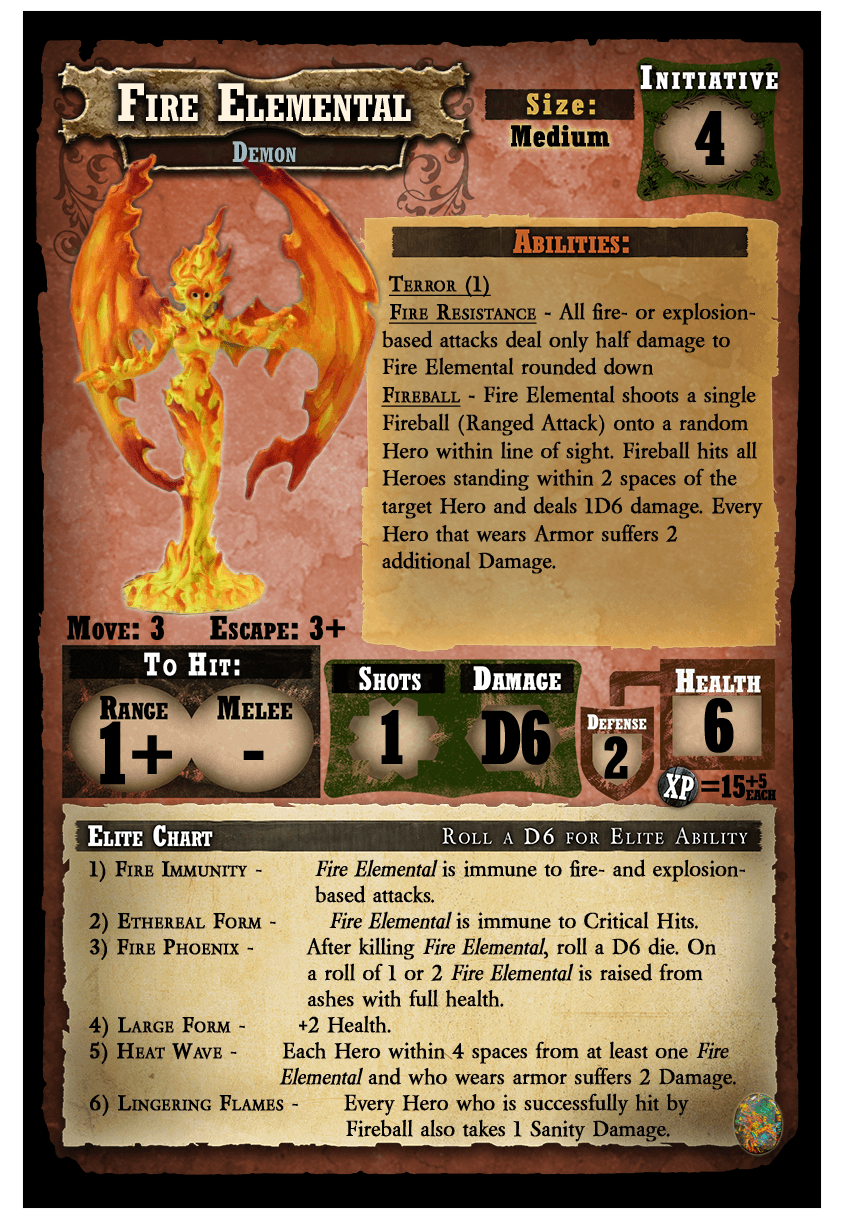 Fire Elemental
Demon
Size:
Medium
Initiative
4
Abilities:
Terror (1)
Fire Resistance - All fire- or explosion-
based attacks deal only half damage to
Fire Elemental rounded down
Fireball - Fire Elemental shoots a single
Fireball (Ranged Attack) onto a random
Hero within line of sight. Fireball hits all
Heroes standing within 2 spaces of the
target Hero and deals 1D6 damage. Every
Hero that wears Armor suffers 2
additional Damage.
Move: 3 Escape: 3+
To Hit:
Range
1+
Melee
-
Shots
1
Damage
D6
Defense
2
Health
6
XP =15 +5 each
Elite Chart Roll a D6 for Elite Ability
1) Fire Immunity - Fire Elemental is immune to fire- and explosion-
based attacks.
2) Ethereal Form - Fire Elemental is immune to Critical Hits.
3) Fire Phoenix - After killing Fire Elemental, roll a D6 die. On
a roll of 1 or 2 Fire Elemental is raised from
ashes with full health.
4) Large Form - +2 Health.
5) Heat Wave - Each Hero within 4 spaces from at least one Fire
Elemental and who wears armor suffers 2 Damage.
6) Lingering Flames - Every Hero who is successfully hit by
Fireball also takes 1 Sanity Damage.